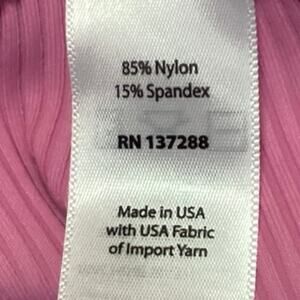 85% Nylon
15% Spandex
RN 137288
Made in USA
with USA Fabric
of Import Yarn